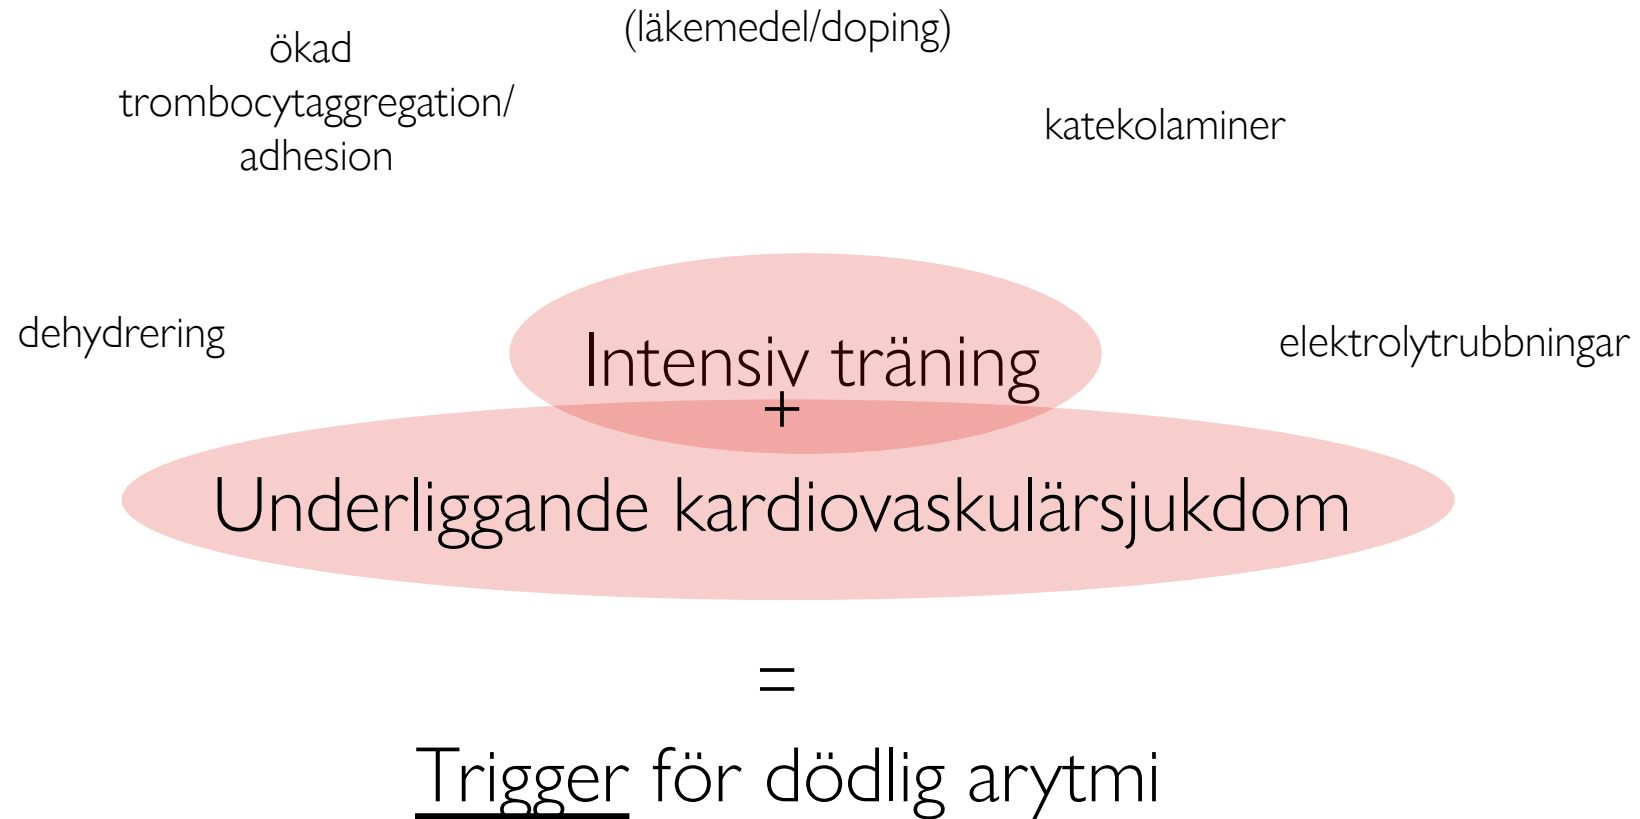 (läkemedel/doping)
ökad
trombocytaggregation/
adhesion
katekolaminer
dehydrering
elektrolytrubbningar
Intensiv träning
+
Underliggande kardiovaskulärsjukdom
=
Trigger för dödlig arytmi